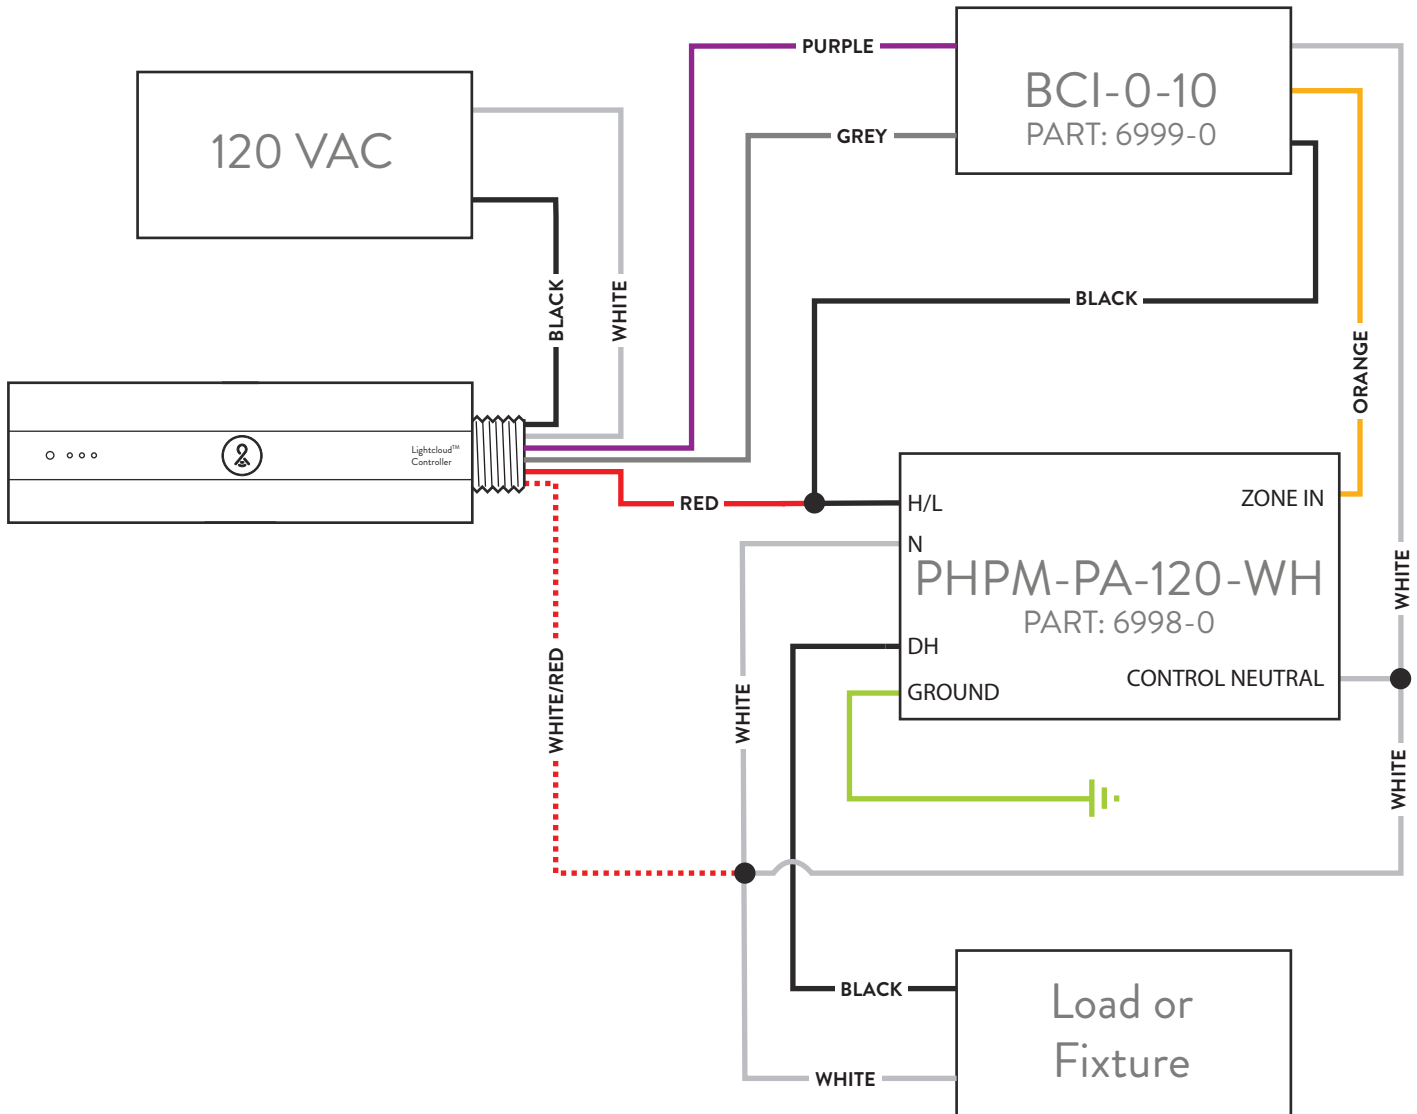 PURPLE
BCI-0-10
PART: 6999-0
120 VAC
GREY
BLACK
WHITE
BLACK
ORANGE
Lightcloud™
Controller
RED
H/L
ZONE IN
N
PHPM-PA-120-WH
PART: 6998-0
WHITE
DH
WHITE/RED
WHITE
GROUND
CONTROL NEUTRAL
WHITE
BLACK
Load or
Fixture
WHITE